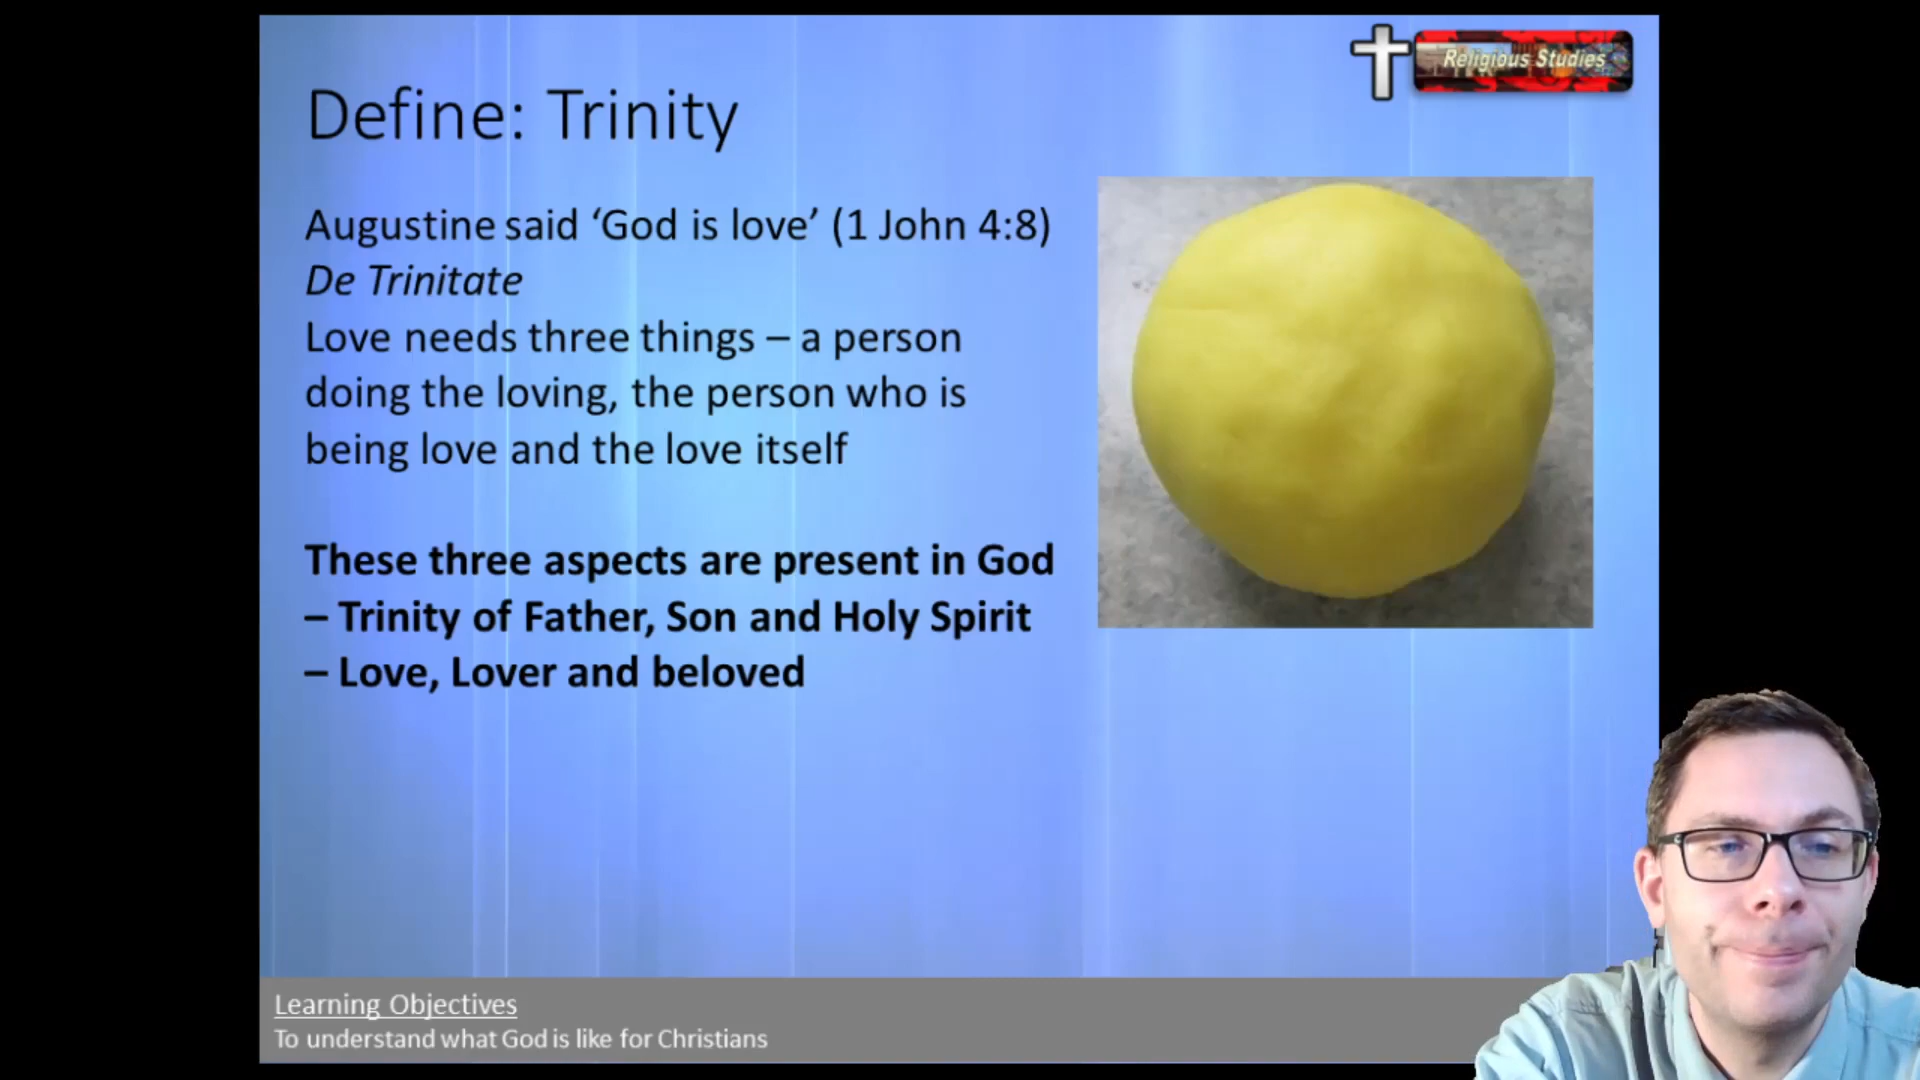 Religious Studies
Define: Trinity
Augustine said ‘God is love’ (1 John 4:8)
De Trinitate
Love needs three things – a person
doing the loving, the person who is
being love and the love itself
These three aspects are present in God
– Trinity of Father, Son and Holy Spirit
– Love, Lover and beloved
Learning Objectives
To understand what God is like for Christians